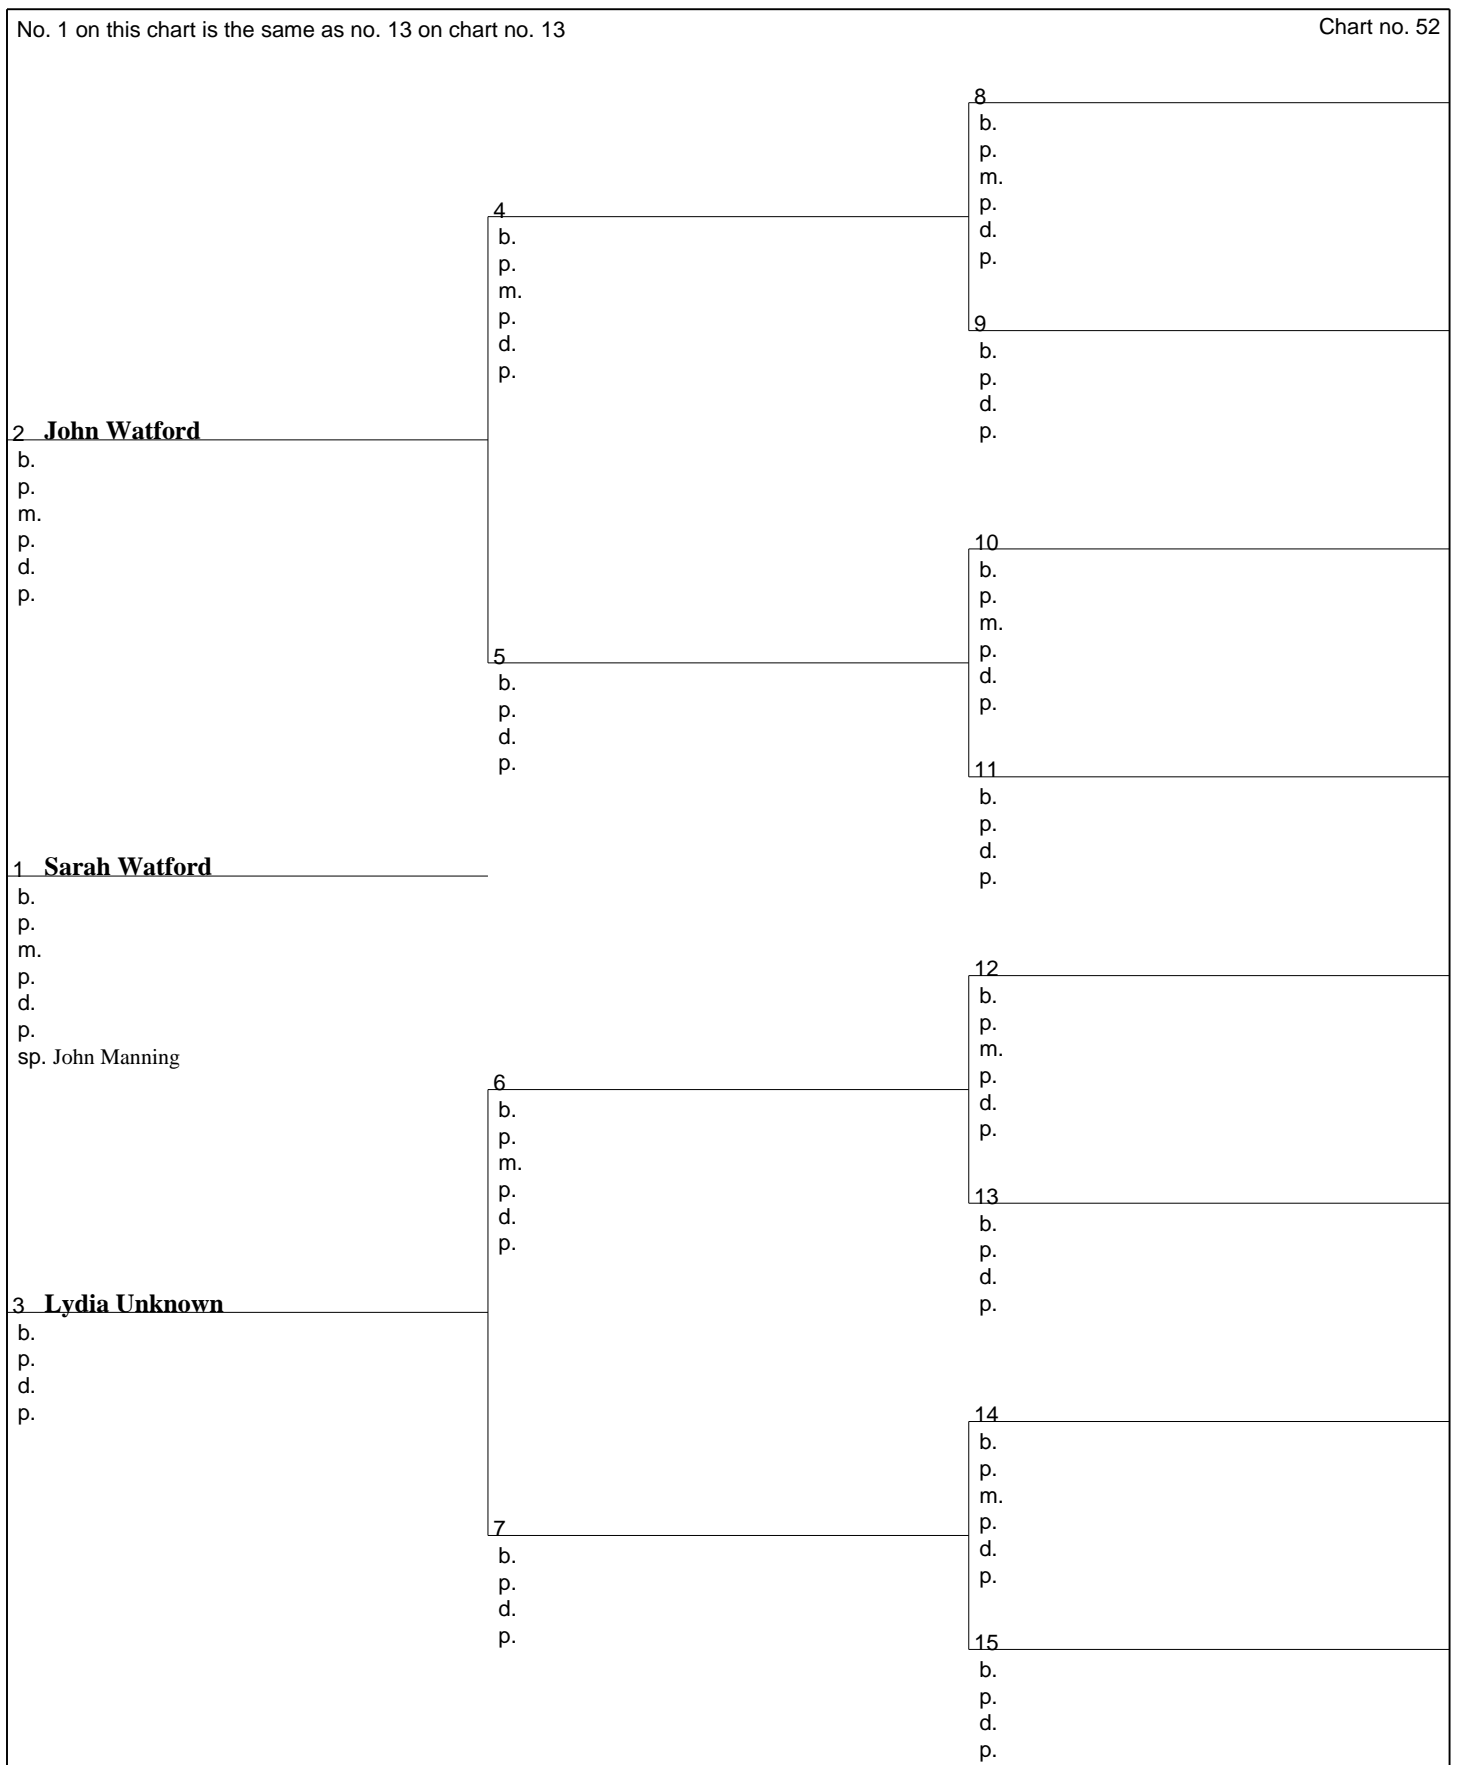 No. 1 on this chart is the same as no. 13 on chart no. 13
Chart no. 52
8
b.
p.
m.
p.
d.
p.
4
b.
p.
m.
p.
d.
p.
9
b.
p.
d.
p.
2 John Watford
b.
p.
m.
p.
d.
p.
10
b.
p.
m.
p.
d.
p.
5
b.
p.
d.
p.
11
b.
p.
d.
p.
1 Sarah Watford
b.
p.
m.
p.
d.
p.
sp. John Manning
12
b.
p.
m.
p.
d.
p.
6
b.
p.
m.
p.
d.
p.
13
b.
p.
d.
p.
3 Lydia Unknown
b.
p.
d.
p.
14
b.
p.
m.
p.
d.
p.
7
b.
p.
d.
p.
15
b.
p.
d.
p.